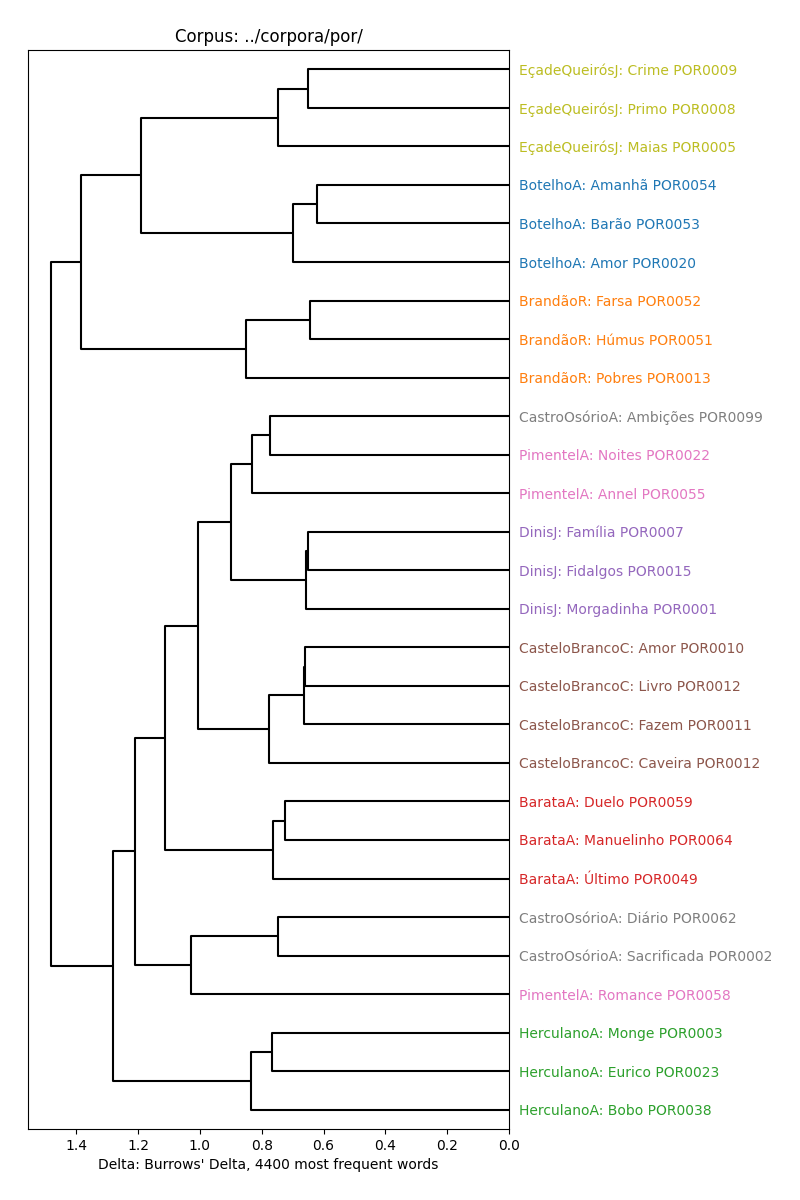 Corpus: ../corpora/por/
EçadeQueirósJ: Crime POR0009
EçadeQueirósJ: Primo POR0008
EçadeQueirósJ: Maias POR0005
BotelhoA: Amanhã POR0054
BotelhoA: Barão POR0053
BotelhoA: Amor POR0020
BrandãoR: Farsa POR0052
BrandãoR: Húmus POR0051
BrandãoR: Pobres POR0013
CastroOsórioA: Ambições POR0099
PimentelA: Noites POR0022
PimentelA: Annel POR0055
DinisJ: Família POR0007
DinisJ: Fidalgos POR0015
DinisJ: Morgadinha POR0001
CasteloBrancoC: Amor POR0010
CasteloBrancoC: Livro POR0012
CasteloBrancoC: Fazem POR0011
CasteloBrancoC: Caveira POR0012
BarataA: Duelo POR0059
BarataA: Manuelinho POR0064
BarataA: Último POR0049
CastroOsórioA: Diário POR0062
CastroOsórioA: Sacrificada POR0002
PimentelA: Romance POR0058
HerculanoA: Monge POR0003
HerculanoA: Eurico POR0023
HerculanoA: Bobo POR0038
1.4 1.2 1.0 0.8 0.6 0.4 0.2 0.0
Delta: Burrows' Delta, 4400 most frequent words